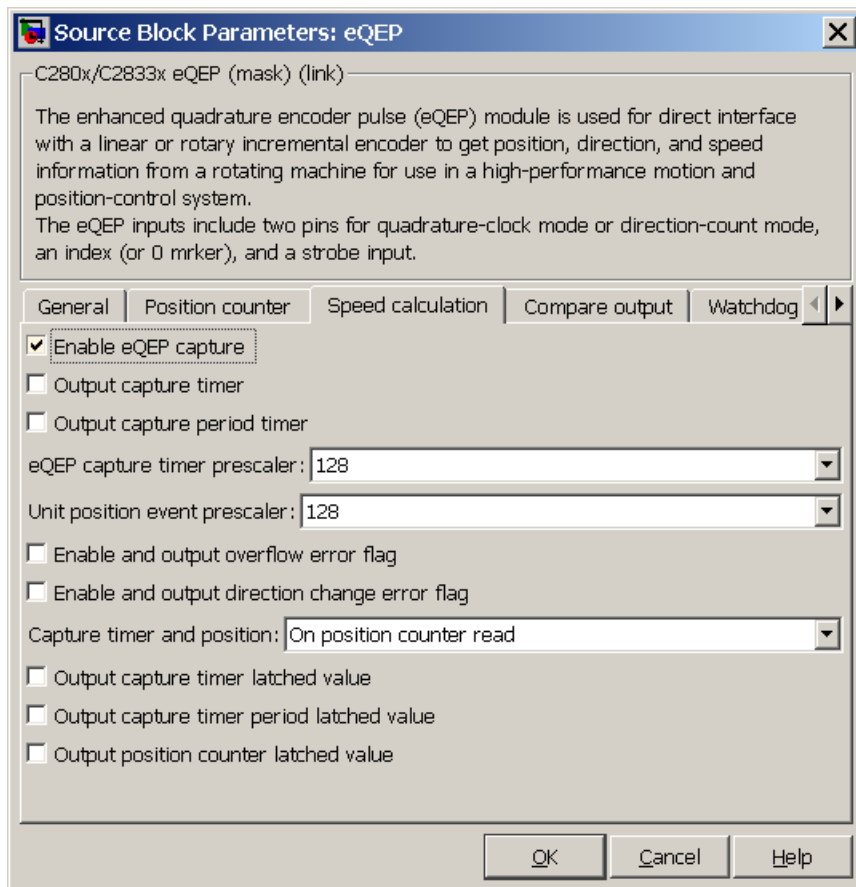 Source Block Parameters: eQEP
C280x/C2833x eQEP (mask) (link)
The enhanced quadrature encoder pulse (eQEP) module is used for direct interface
with a linear or rotary incremental encoder to get position, direction, and speed
information from a rotating machine for use in a high-performance motion and
position-control system.
The eQEP inputs include two pins for quadrature-clock mode or direction-count mode,
an index (or 0 mrker), and a strobe input.
General Position counter Speed calculation Compare output Watchdog
Enable eQEP capture
Output capture timer
Output capture period timer
eQEP capture timer prescaler: 128
Unit position event prescaler: 128
Enable and output overflow error flag
Enable and output direction change error flag
Capture timer and position: On position counter read
Output capture timer latched value
Output capture timer period latched value
Output position counter latched value
OK Cancel Help